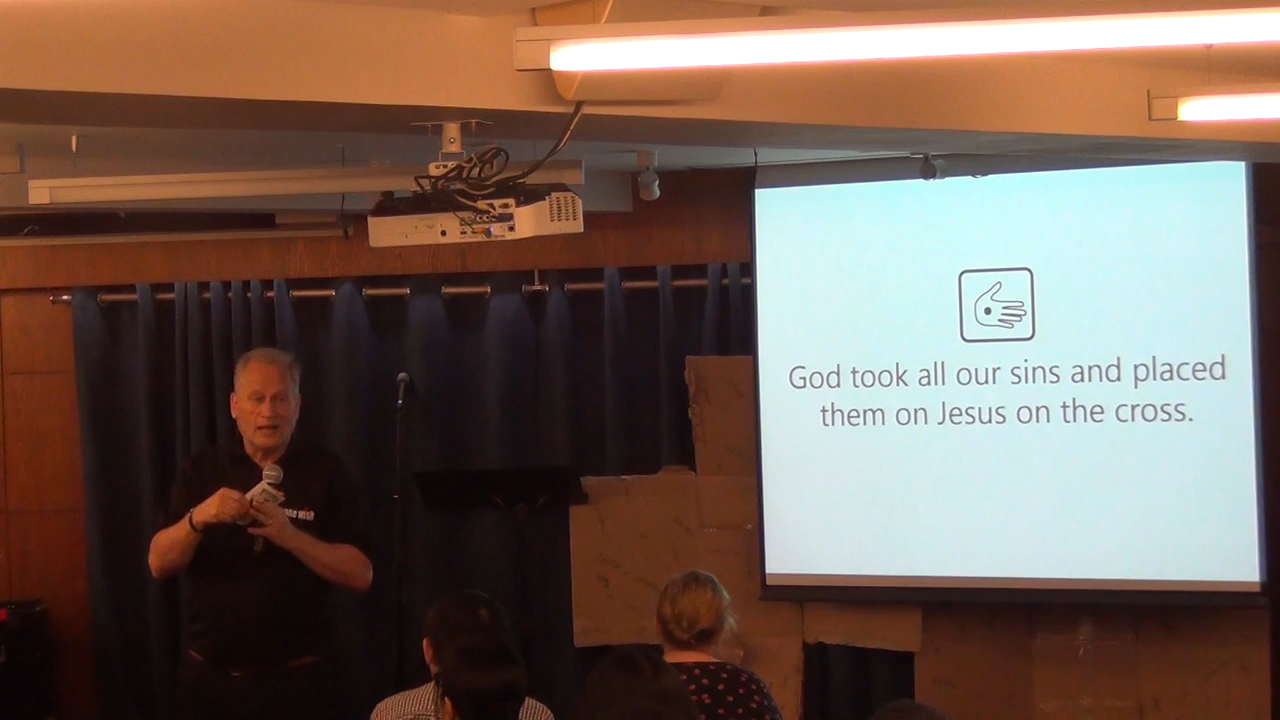 God took all our sins and placed
them on Jesus on the cross.